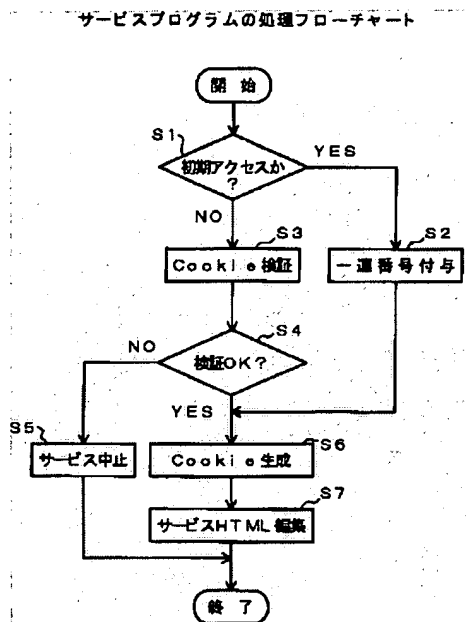 サービスプログラムの処理フローチャート
開始
S1
初期アクセスか
?
YES
NO
S3
S2
Cookie検証
一連番号付与
S4
NO
検証OK?
S5
YES
サービス中止
S6
Cookie生成
S7
サービスHTML編集
終了